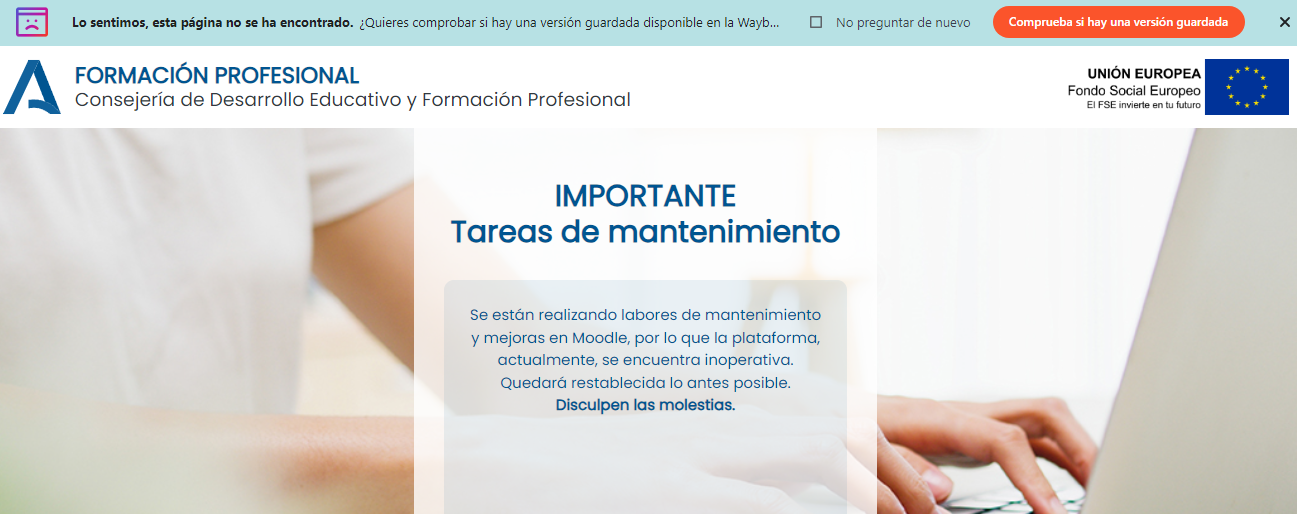 Lo sentimos, esta página no se ha encontrado. ¿Quieres comprobar si hay una versión guardada disponible en la Wayb...
No preguntar de nuevo
Comprueba si hay una versión guardada
FORMACIÓN PROFESIONAL
Consejería de Desarrollo Educativo y Formación Profesional
UNIÓN EUROPEA
Fondo Social Europeo
El FSE invierte en tu futuro
IMPORTANTE
Tareas de mantenimiento
Se están realizando labores de mantenimiento
y mejoras en Moodle, por lo que la plataforma,
actualmente, se encuentra inoperativa.
Quedará restablecida lo antes posible.
Disculpen las molestias.